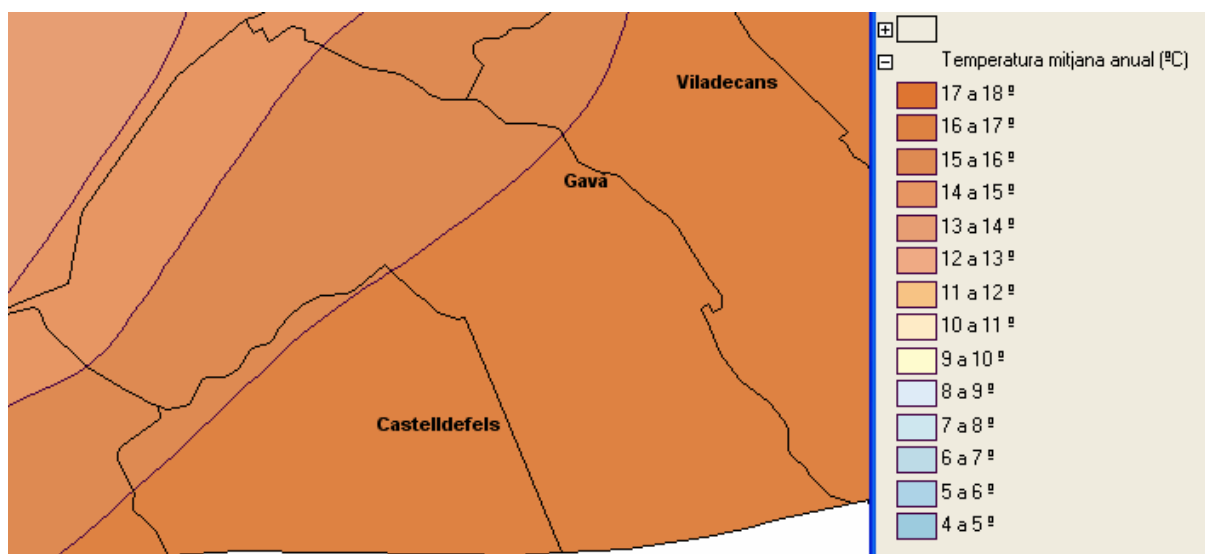 Viladecans
Gavà
Castelldefels
Temperatura mitjana anual (ºC)
17 a 18 º
16 a 17 º
15 a 16 º
14 a 15 º
13 a 14 º
12 a 13 º
11 a 12 º
10 a 11 º
9 a 10 º
8 a 9 º
7 a 8 º
6 a 7 º
5 a 6 º
4 a 5 º